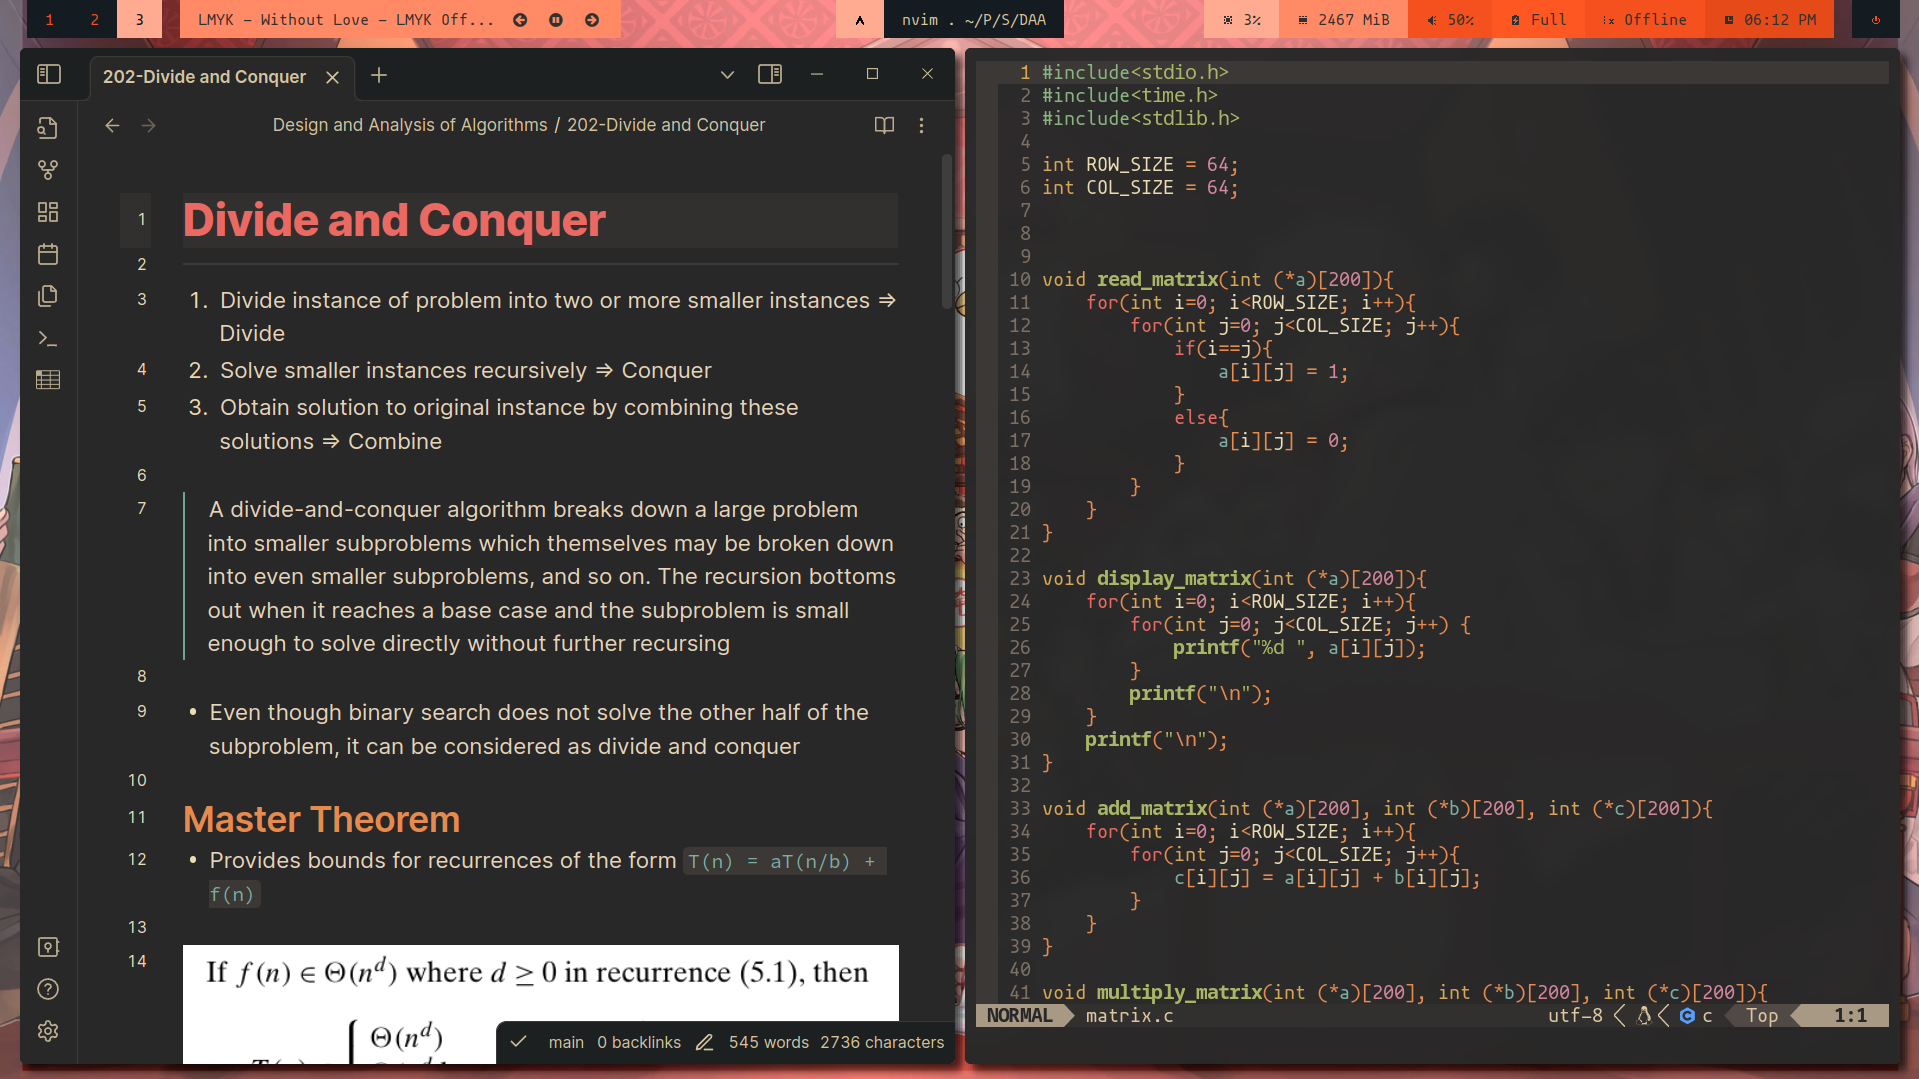 1 2 3 LMYK – Without Love – LMYK Off... nvim . ~/P/S/DAA 3% 2467 MiB 50% Full Offline 06:12 PM
202-Divide and Conquer
Design and Analysis of Algorithms / 202-Divide and Conquer
1 Divide and Conquer
2
3 1. Divide instance of problem into two or more smaller instances ⇒
Divide
4 2. Solve smaller instances recursively ⇒ Conquer
5 3. Obtain solution to original instance by combining these
solutions ⇒ Combine
6
7 A divide-and-conquer algorithm breaks down a large problem
into smaller subproblems which themselves may be broken down
into even smaller subproblems, and so on. The recursion bottoms
out when it reaches a base case and the subproblem is small
enough to solve directly without further recursing
8
9 • Even though binary search does not solve the other half of the
subproblem, it can be considered as divide and conquer
10
11 Master Theorem
12 • Provides bounds for recurrences of the form T(n) = aT(n/b) +
f(n)
13
14 If f(n) ∈ Θ(n^d) where d ≥ 0 in recurrence (5.1), then
Θ(n^d)
main 0 backlinks 545 words 2736 characters
1 #include<stdio.h>
2 #include<time.h>
3 #include<stdlib.h>
4
5 int ROW_SIZE = 64;
6 int COL_SIZE = 64;
7
8
9
10 void read_matrix(int (*a)[200]){
11     for(int i=0; i<ROW_SIZE; i++){
12         for(int j=0; j<COL_SIZE; j++){
13             if(i==j){
14                 a[i][j] = 1;
15             }
16             else{
17                 a[i][j] = 0;
18             }
19         }
20     }
21 }
22
23 void display_matrix(int (*a)[200]){
24     for(int i=0; i<ROW_SIZE; i++){
25         for(int j=0; j<COL_SIZE; j++) {
26             printf("%d ", a[i][j]);
27         }
28         printf("\n");
29     }
30     printf("\n");
31 }
32
33 void add_matrix(int (*a)[200], int (*b)[200], int (*c)[200]){
34     for(int i=0; i<ROW_SIZE; i++){
35         for(int j=0; j<COL_SIZE; j++){
36             c[i][j] = a[i][j] + b[i][j];
37         }
38     }
39 }
40
41 void multiply_matrix(int (*a)[200], int (*b)[200], int (*c)[200]){
NORMAL matrix.c utf-8 c Top 1:1